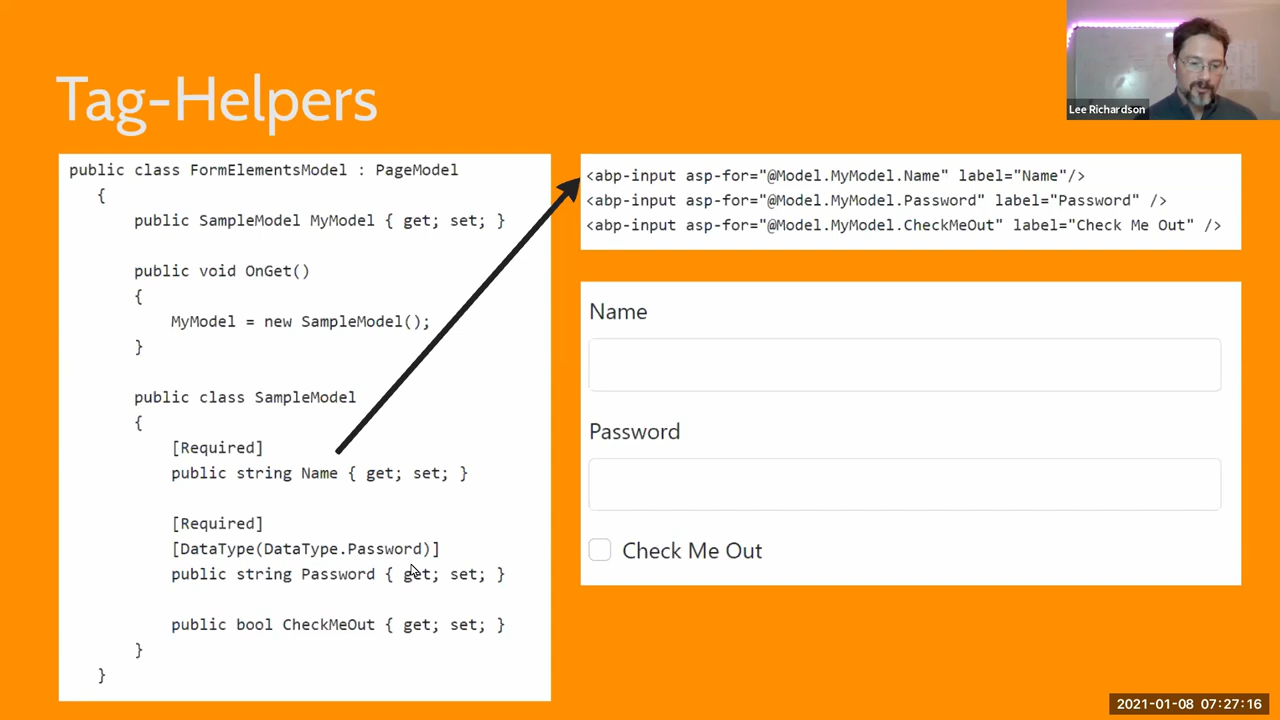 Tag-Helpers
Lee Richardson
public class FormElementsModel : PageModel
{
public SampleModel MyModel { get; set; }
public void OnGet()
{
MyModel = new SampleModel();
}
public class SampleModel
{
[Required]
public string Name { get; set; }
[Required]
[DataType(DataType.Password)]
public string Password { get; set; }
public bool CheckMeOut { get; set; }
}
}
<abp-input asp-for="@Model.MyModel.Name" label="Name"/>
<abp-input asp-for="@Model.MyModel.Password" label="Password" />
<abp-input asp-for="@Model.MyModel.CheckMeOut" label="Check Me Out" />
Name
Password
Check Me Out
2021-01-08 07:27:16